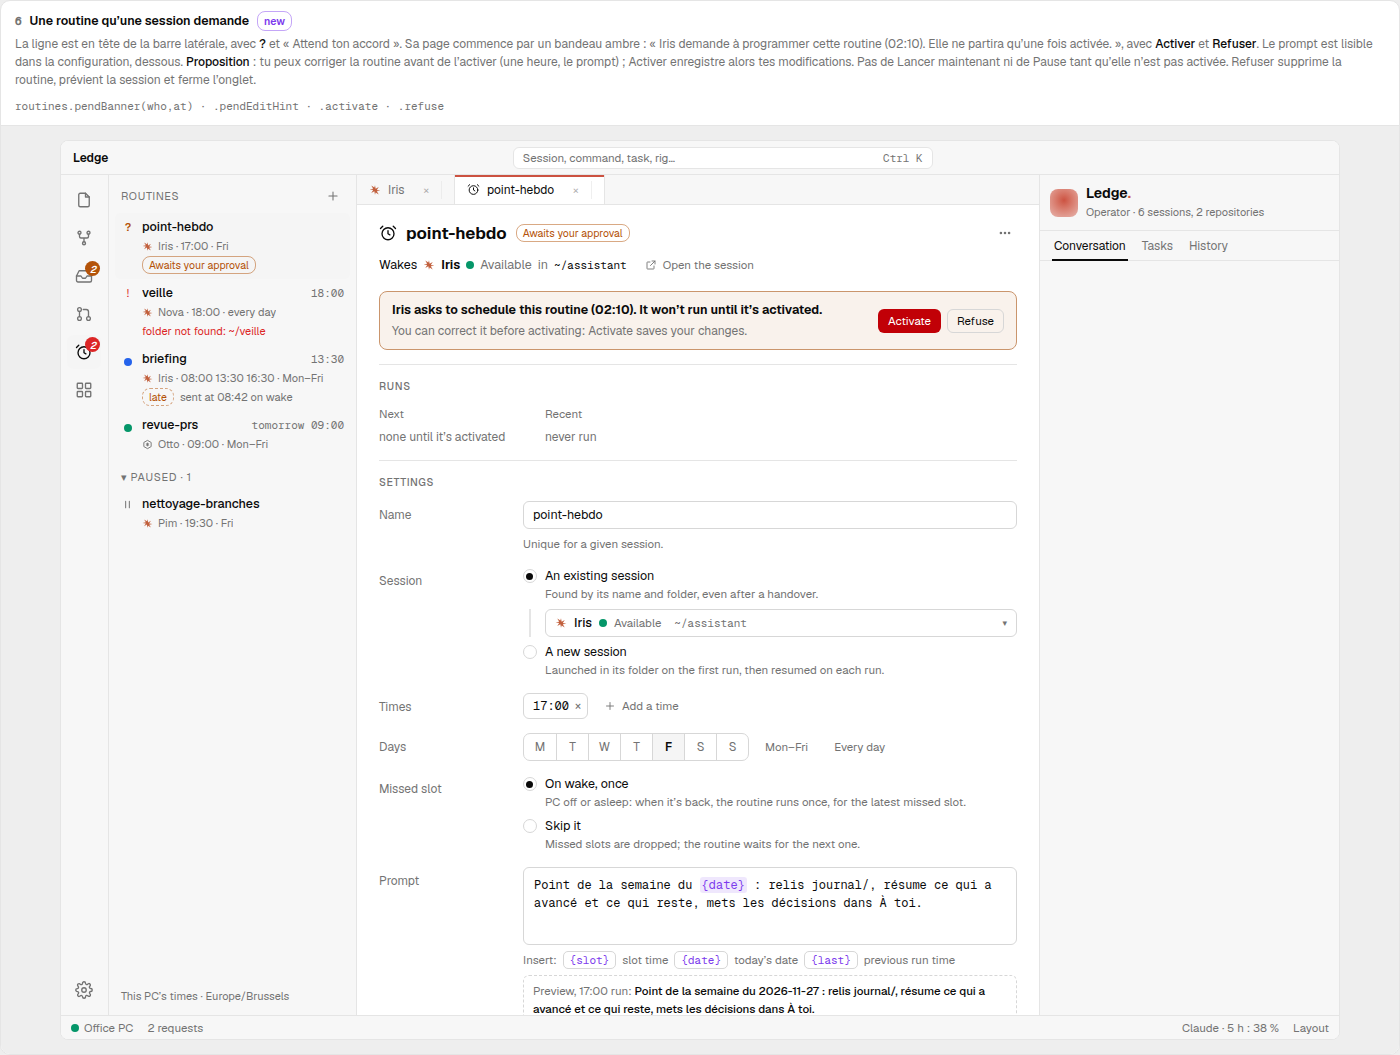 6 Une routine qu'une session demande new
La ligne est en tête de la barre latérale, avec ? et « Attend ton accord ». Sa page commence par un bandeau ambre : « Iris demande à programmer cette routine (02:10). Elle ne partira qu'une fois activée. », avec Activer et Refuser. Le prompt est lisible
dans la configuration, dessous. Proposition : tu peux corriger la routine avant de l'activer (une heure, le prompt) ; Activer enregistre alors tes modifications. Pas de Lancer maintenant ni de Pause tant qu'elle n'est pas activée. Refuser supprime la
routine, prévient la session et ferme l'onglet.
routines.pendBanner(who,at) · .pendEditHint · .activate · .refuse
Ledge
Session, command, task, rig… Ctrl K
ROUTINES +
? point-hebdo
Iris · 17:00 · Fri
Awaits your approval
! veille 18:00
Nova · 18:00 · every day
folder not found: ~/veille
briefing 13:30
Iris · 08:00 13:30 16:30 · Mon–Fri
late sent at 08:42 on wake
revue-prs tomorrow 09:00
Otto · 09:00 · Mon–Fri
▾ PAUSED · 1
nettoyage-branches
Pim · 19:30 · Fri
2
2
This PC's times · Europe/Brussels
Iris ×
point-hebdo ×
point-hebdo Awaits your approval ···
Wakes Iris Available in ~/assistant Open the session
Iris asks to schedule this routine (02:10). It won't run until it's activated.
You can correct it before activating: Activate saves your changes.
Activate Refuse
RUNS
Next Recent
none until it's activated never run
SETTINGS
Name point-hebdo
Unique for a given session.
Session An existing session
Found by its name and folder, even after a handover.
Iris Available ~/assistant ▾
A new session
Launched in its folder on the first run, then resumed on each run.
Times 17:00 × + Add a time
Days M T W T F S S Mon–Fri Every day
Missed slot On wake, once
PC off or asleep: when it's back, the routine runs once, for the latest missed slot.
Skip it
Missed slots are dropped; the routine waits for the next one.
Prompt Point de la semaine du {date} : relis journal/, résume ce qui a
avancé et ce qui reste, mets les décisions dans À toi.
Insert: {slot} slot time {date} today's date {last} previous run time
Preview, 17:00 run: Point de la semaine du 2026-11-27 : relis journal/, résume ce qui a
avancé et ce qui reste, mets les décisions dans À toi.
Ledge.
Operator · 6 sessions, 2 repositories
Conversation Tasks History
Office PC 2 requests
Claude · 5 h : 38 % Layout